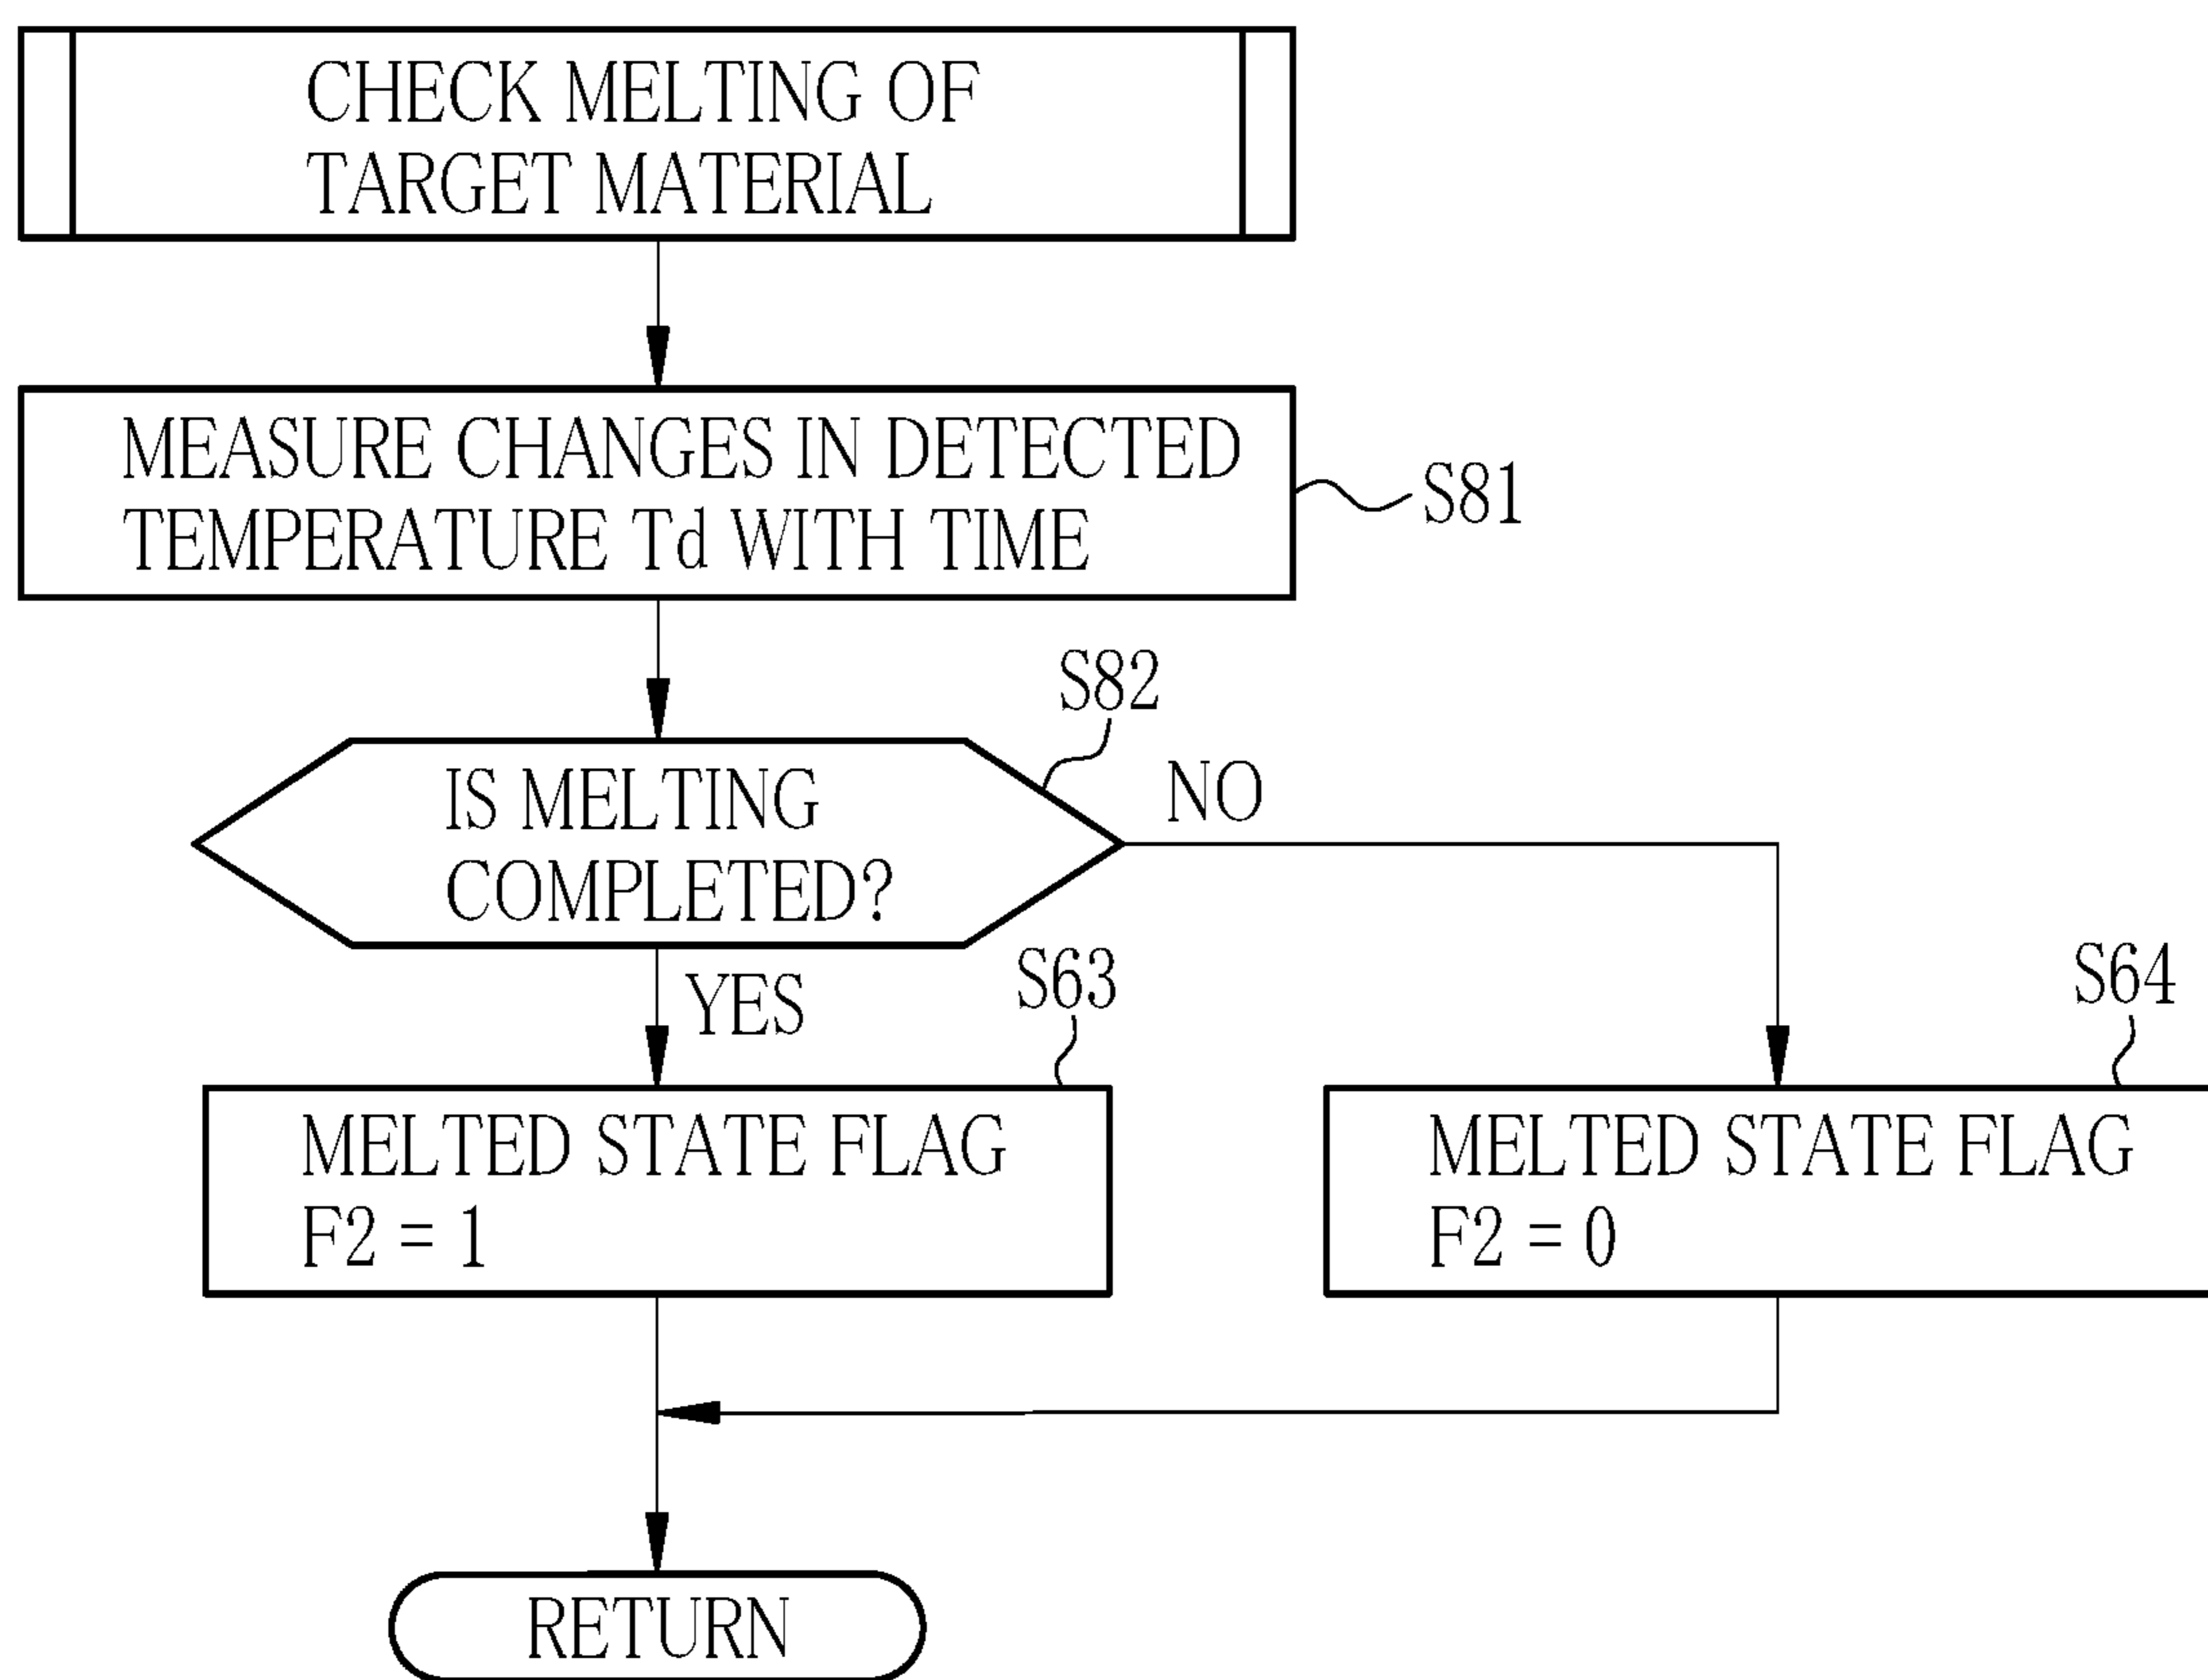 CHECK MELTING OF
TARGET MATERIAL
MEASURE CHANGES IN DETECTED
TEMPERATURE Td WITH TIME
S81
S82
IS MELTING
COMPLETED?
NO
YES
S63
MELTED STATE FLAG
F2 = 1
S64
MELTED STATE FLAG
F2 = 0
RETURN